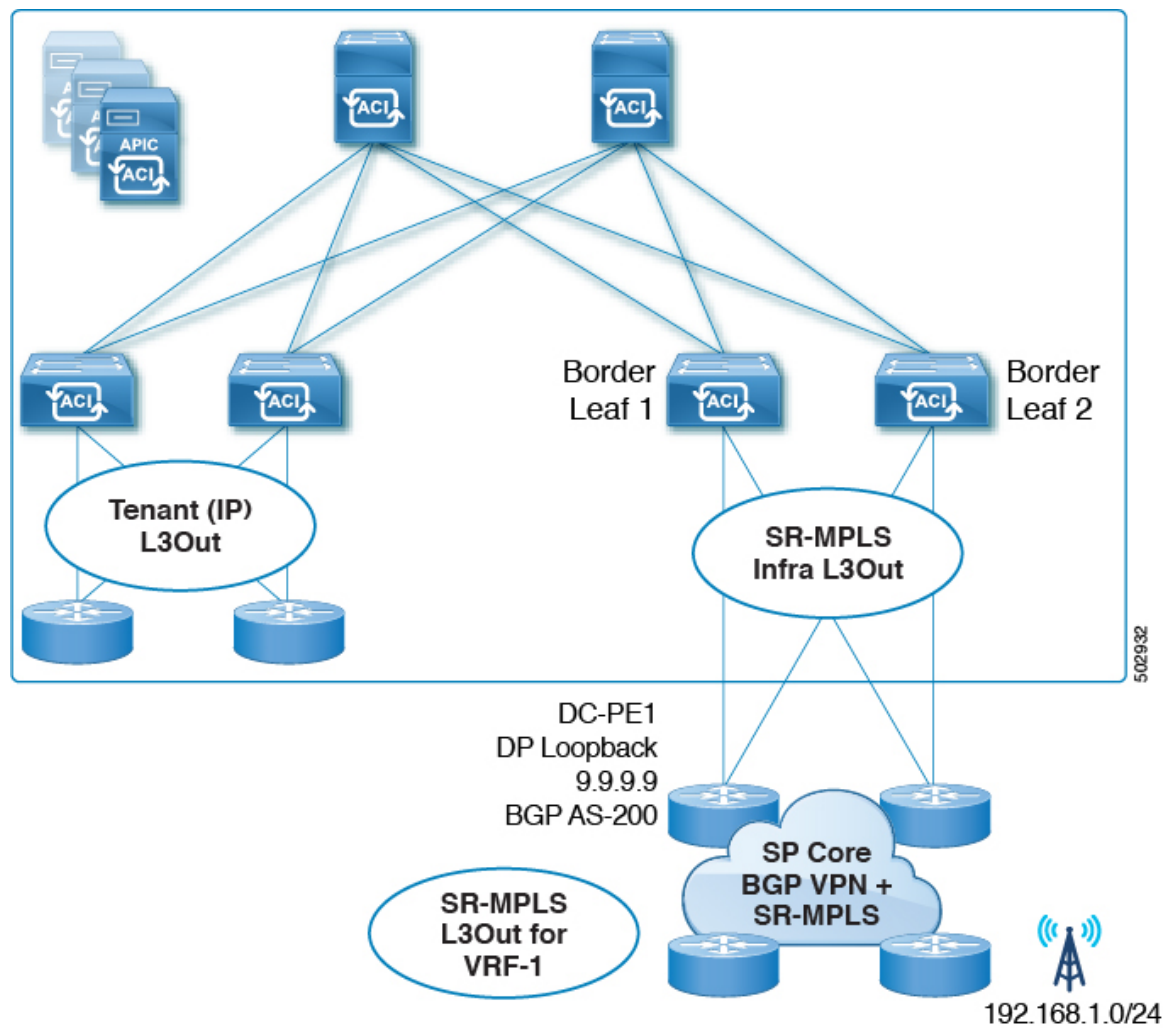 APIC
ACI
ACI
ACI
ACI
ACI
Border
Leaf 1
ACI
ACI
Border
Leaf 2
Tenant (IP)
L3Out
SR-MPLS
Infra L3Out
502932
DC-PE1
DP Loopback
9.9.9.9
BGP AS-200
SP Core
BGP VPN +
SR-MPLS
SR-MPLS
L3Out for
VRF-1
192.168.1.0/24